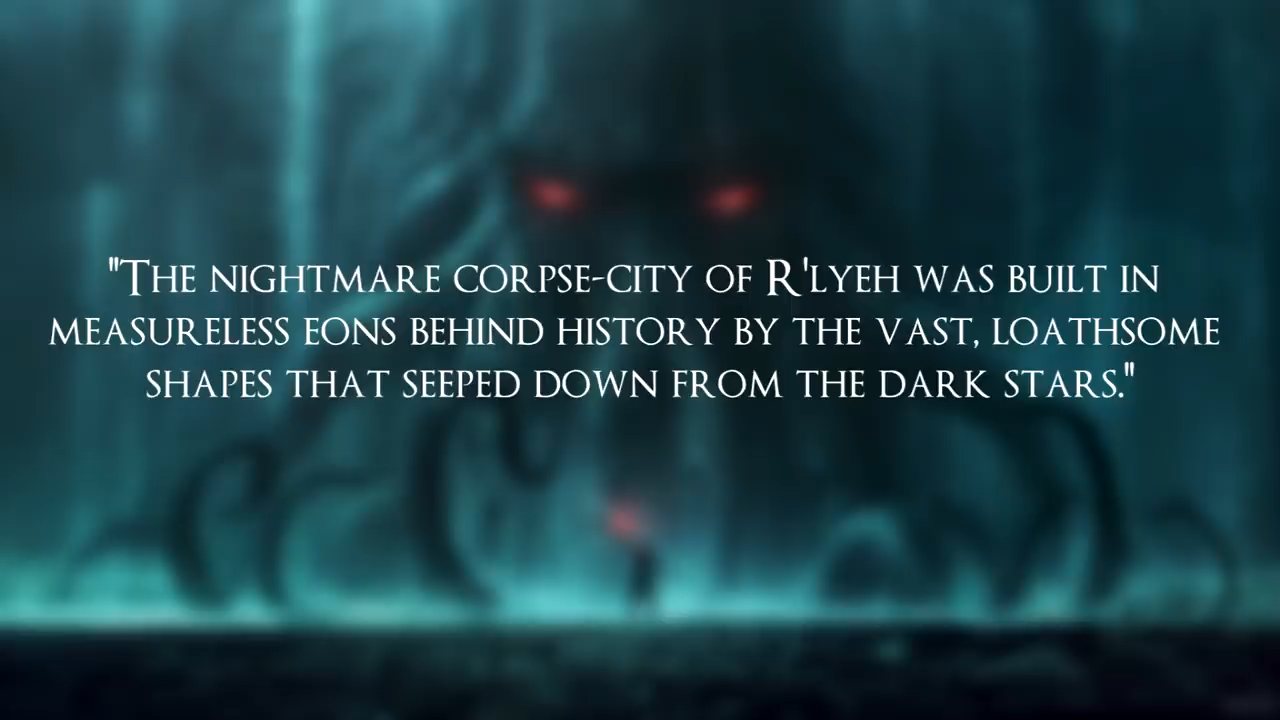 "The nightmare corpse-city of R'lyeh was built in
measureless eons behind history by the vast, loathsome
shapes that seeped down from the dark stars."